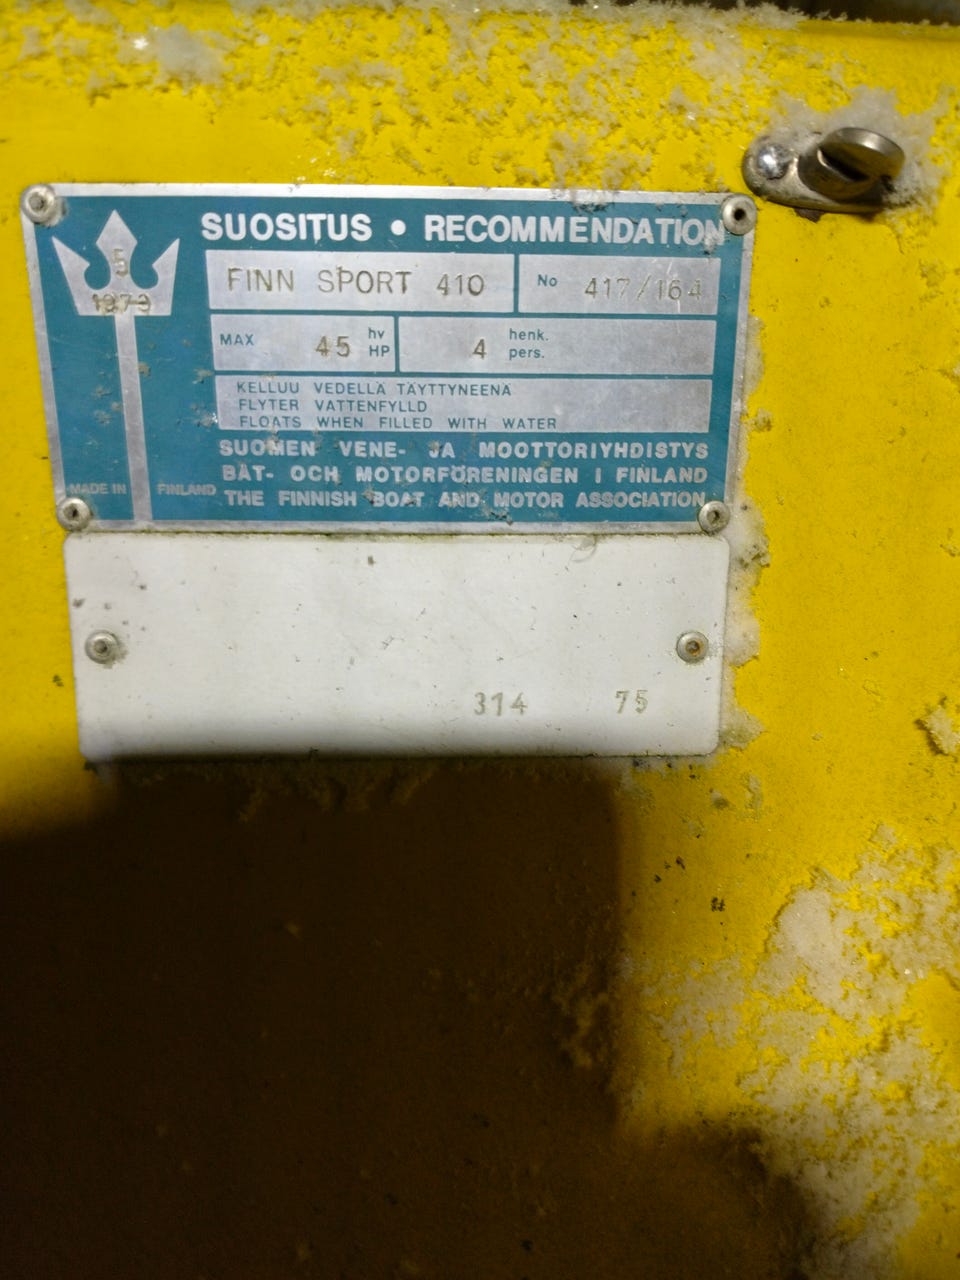 SUOSITUS • RECOMMENDATION
5
1973
FINN SPORT 410
No 417/164
MAX 45 hv HP
4 henk. pers.
KELLUU VEDELLÄ TÄYTTYNEENÄ
FLYTER VATTENFYLLD
FLOATS WHEN FILLED WITH WATER
SUOMEN VENE- JA MOOTTORIYHDISTYS
BÅT- OCH MOTORFÖRENINGEN I FINLAND
THE FINNISH BOAT AND MOTOR ASSOCIATION
MADE IN FINLAND
314 75